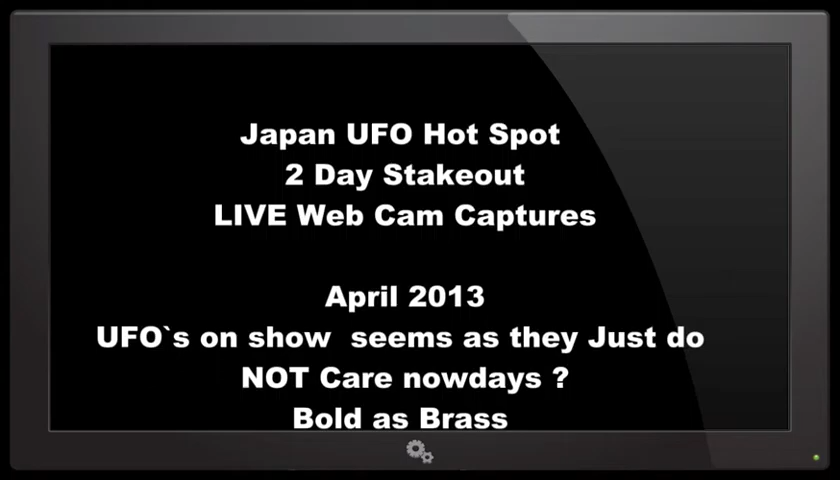 Japan UFO Hot Spot
2 Day Stakeout
LIVE Web Cam Captures
April 2013
UFO`s on show  seems as they Just do
NOT Care nowdays ?
Bold as Brass